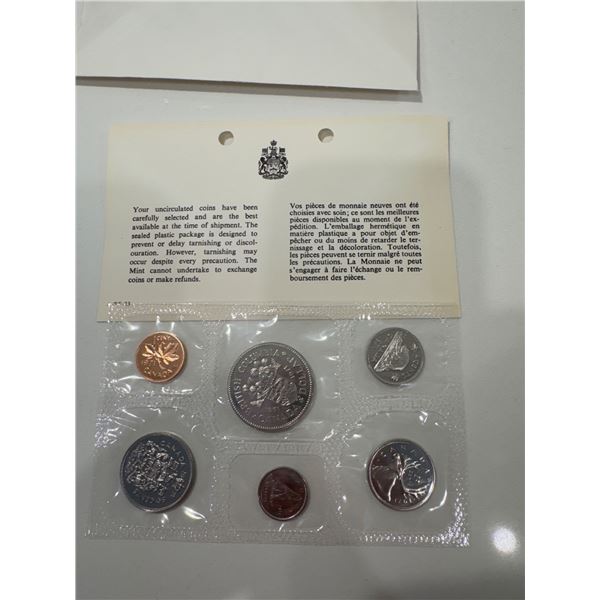 Your uncirculated coins have been
carefully selected and are the best
available at the time of shipment. The
sealed plastic package is designed to
prevent or delay tarnishing or discol-
ouration. However, tarnishing may
occur despite every precaution. The
Mint cannot undertake to exchange
coins or make refunds.
Vos pièces de monnaie neuves ont été
choisies avec soin; ce sont les meilleures
pièces disponibles au moment de l'ex-
pédition. L'emballage hermétique en
matière plastique a pour objet d'em-
pêcher ou du moins de retarder le ter-
nissage et la décoloration. Toutefois,
les pièces peuvent se ternir malgré toutes
les précautions. La Monnaie ne peut
s'engager à faire l'échange ou le rem-
boursement des pièces.
CANADA
BRITISH COLUMBIA
CANADA
CANADA